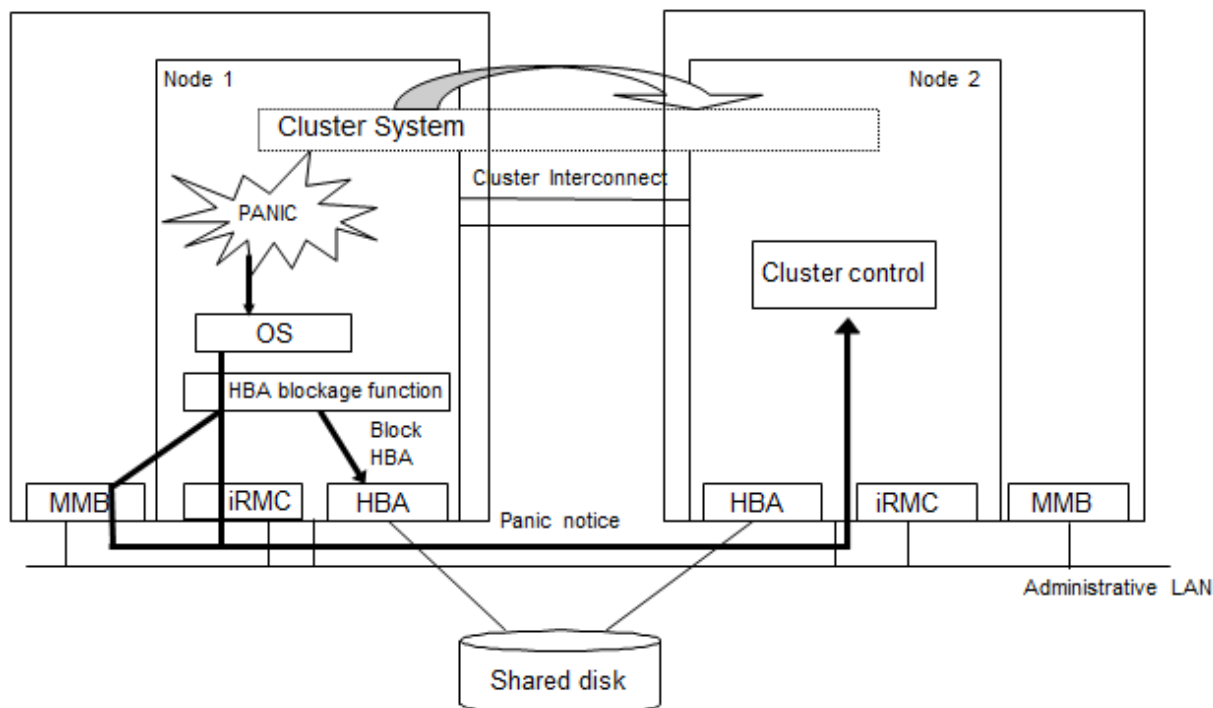 Node 1
Node 2
Cluster System
Cluster Interconnect
PANIC
Cluster control
OS
HBA blockage function
Block
HBA
MMB
iRMC
HBA
HBA
iRMC
MMB
Panic notice
Administrative LAN
Shared disk